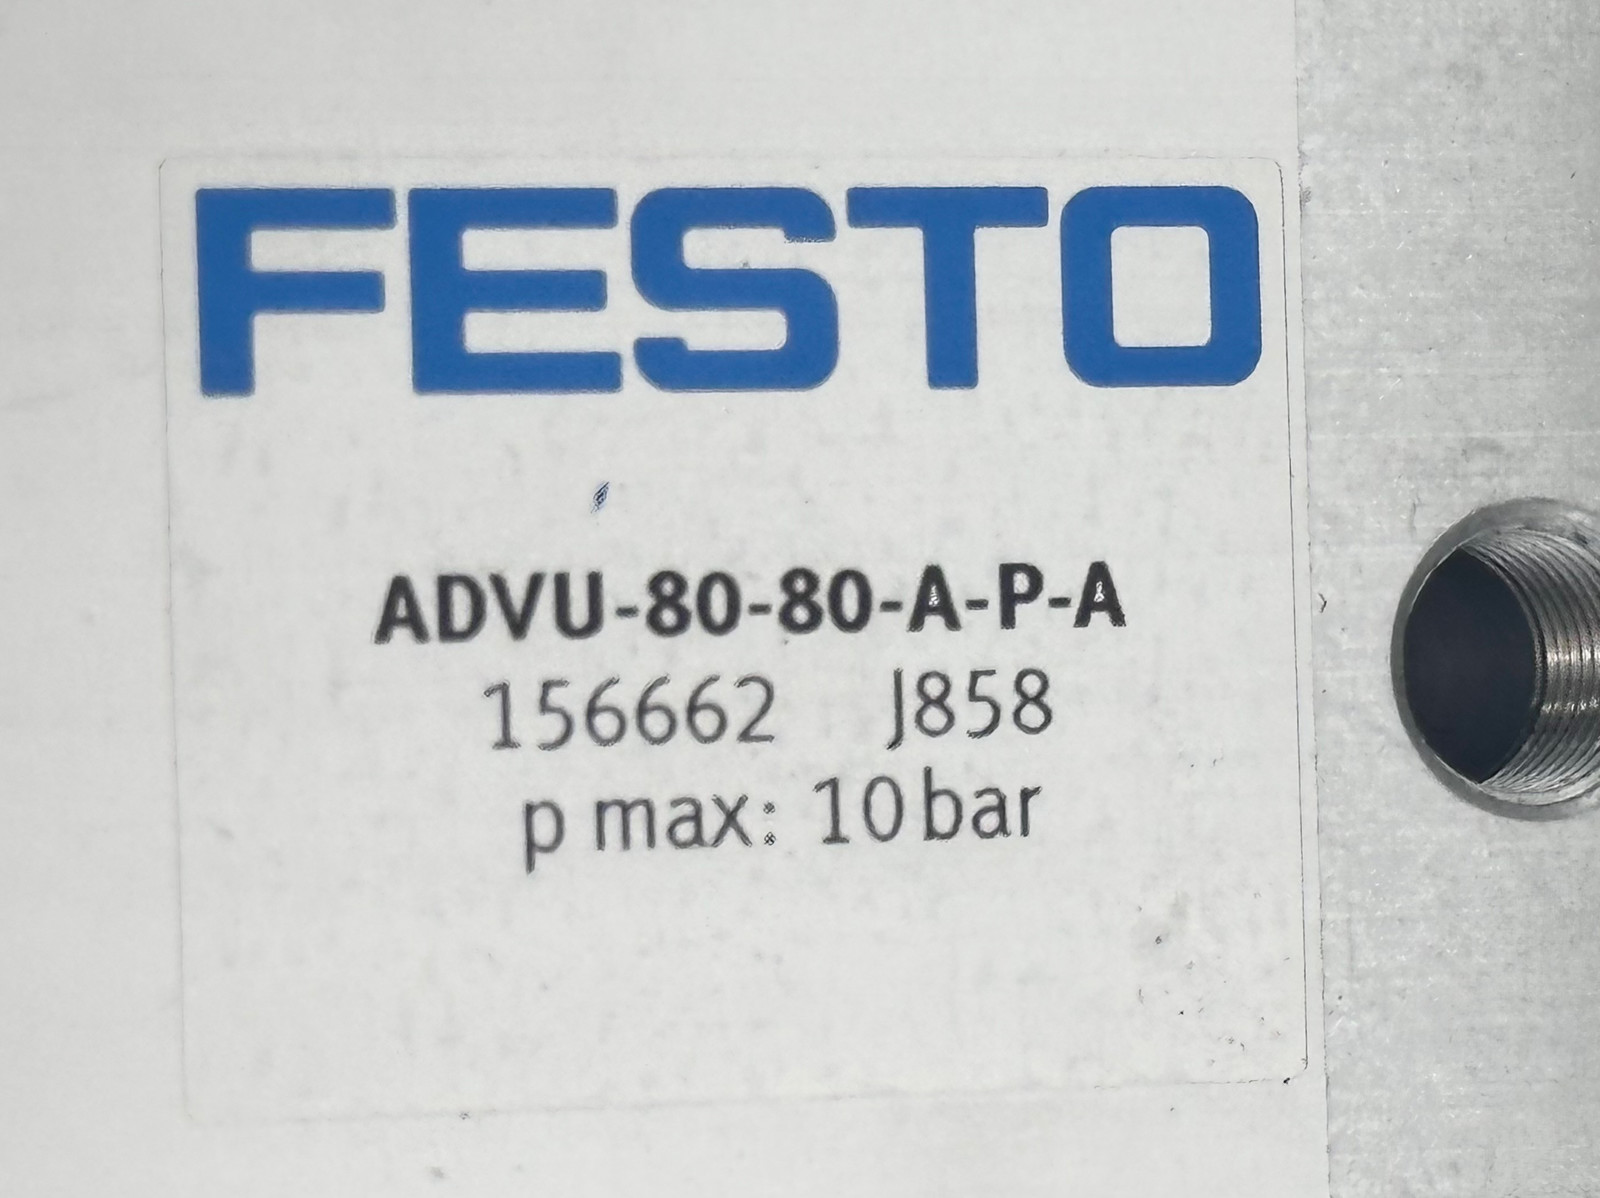 FESTO
ADVU-80-80-A-P-A
156662 J858
p max: 10 bar